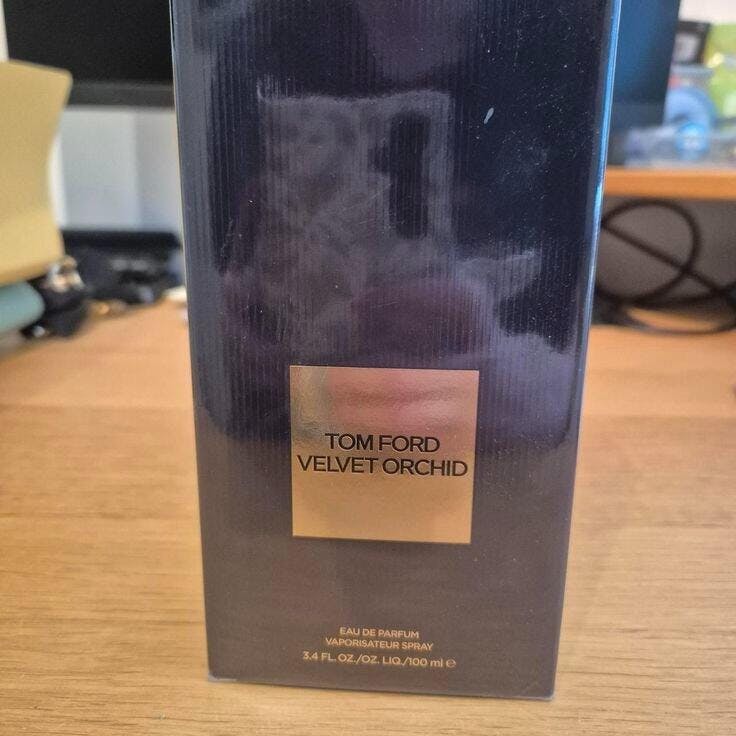 TOM FORD
VELVET ORCHID
EAU DE PARFUM
VAPORISATEUR SPRAY
3.4 FL. OZ./OZ. LIQ./100 ml ℮